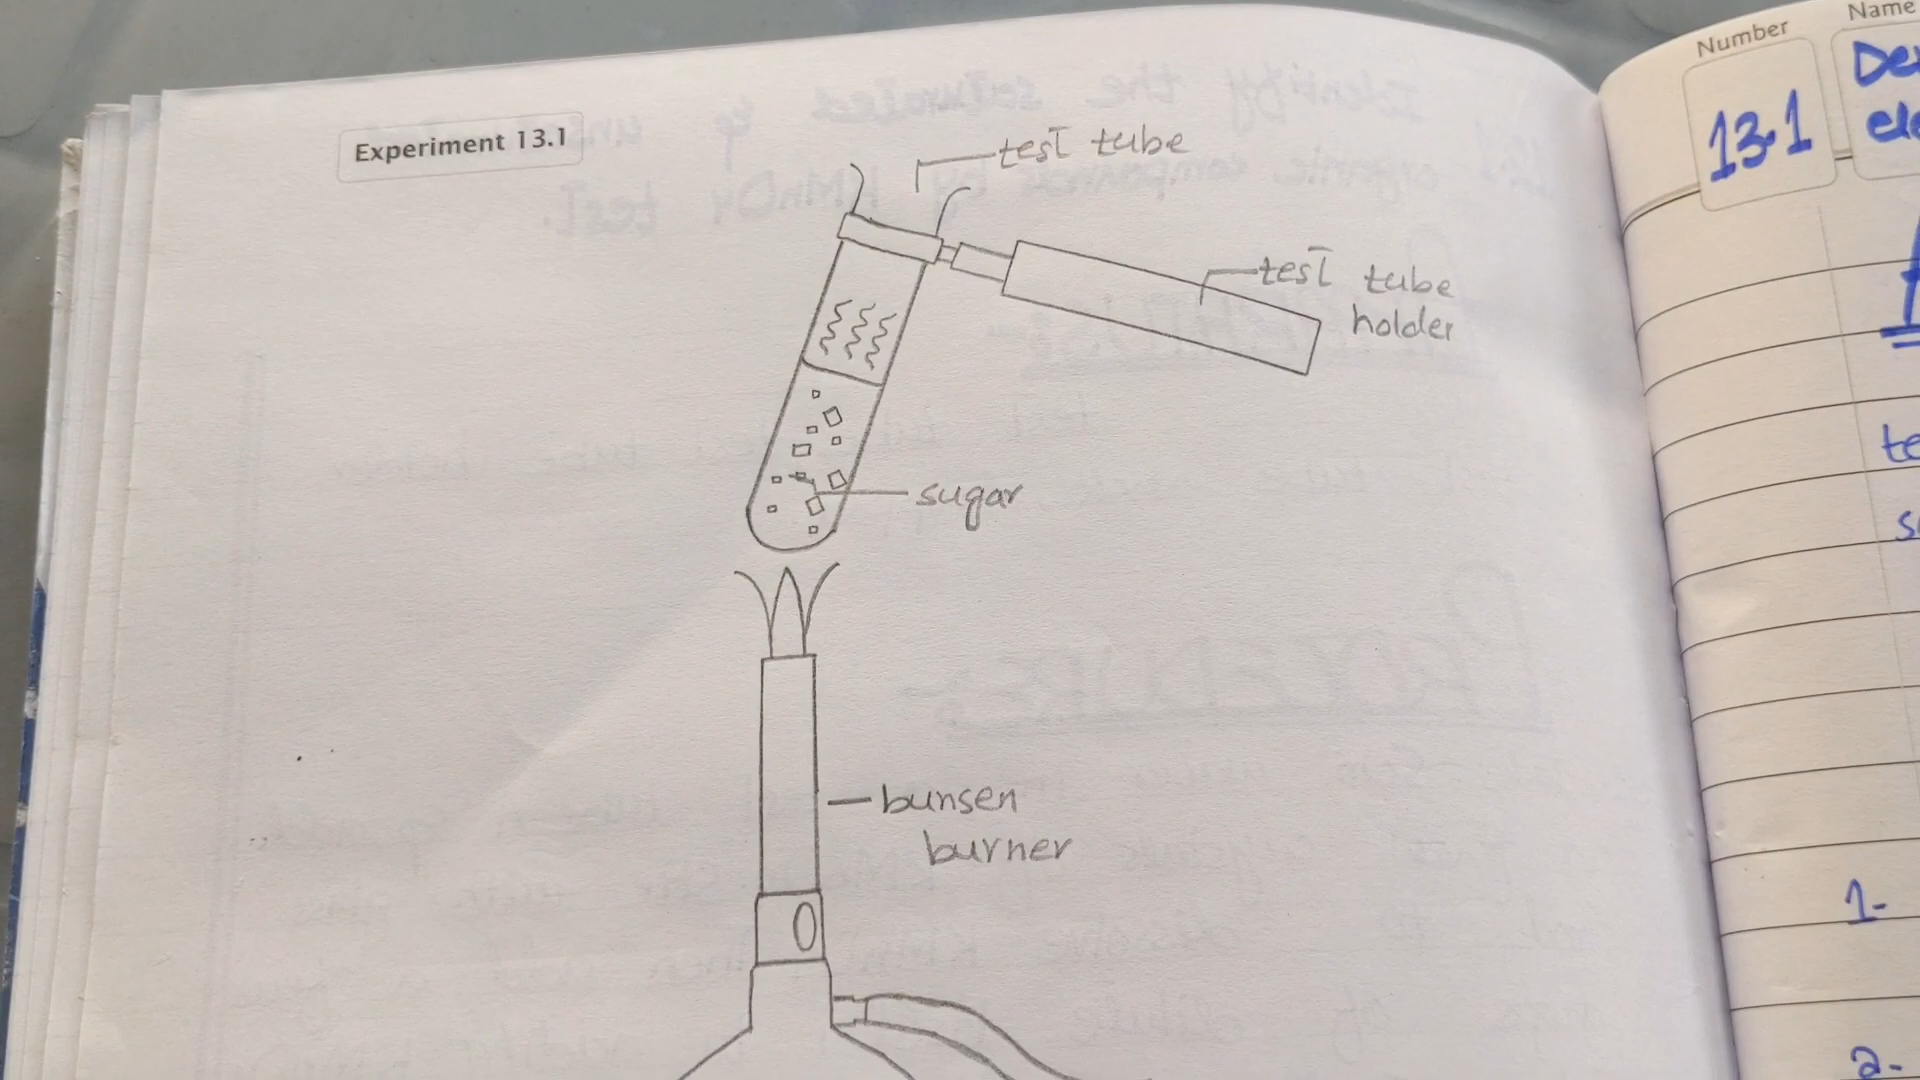 Experiment 13.1
test tube
test tube
holder
sugar
bunsen
burner
Number
Name
13.1
1-
2-